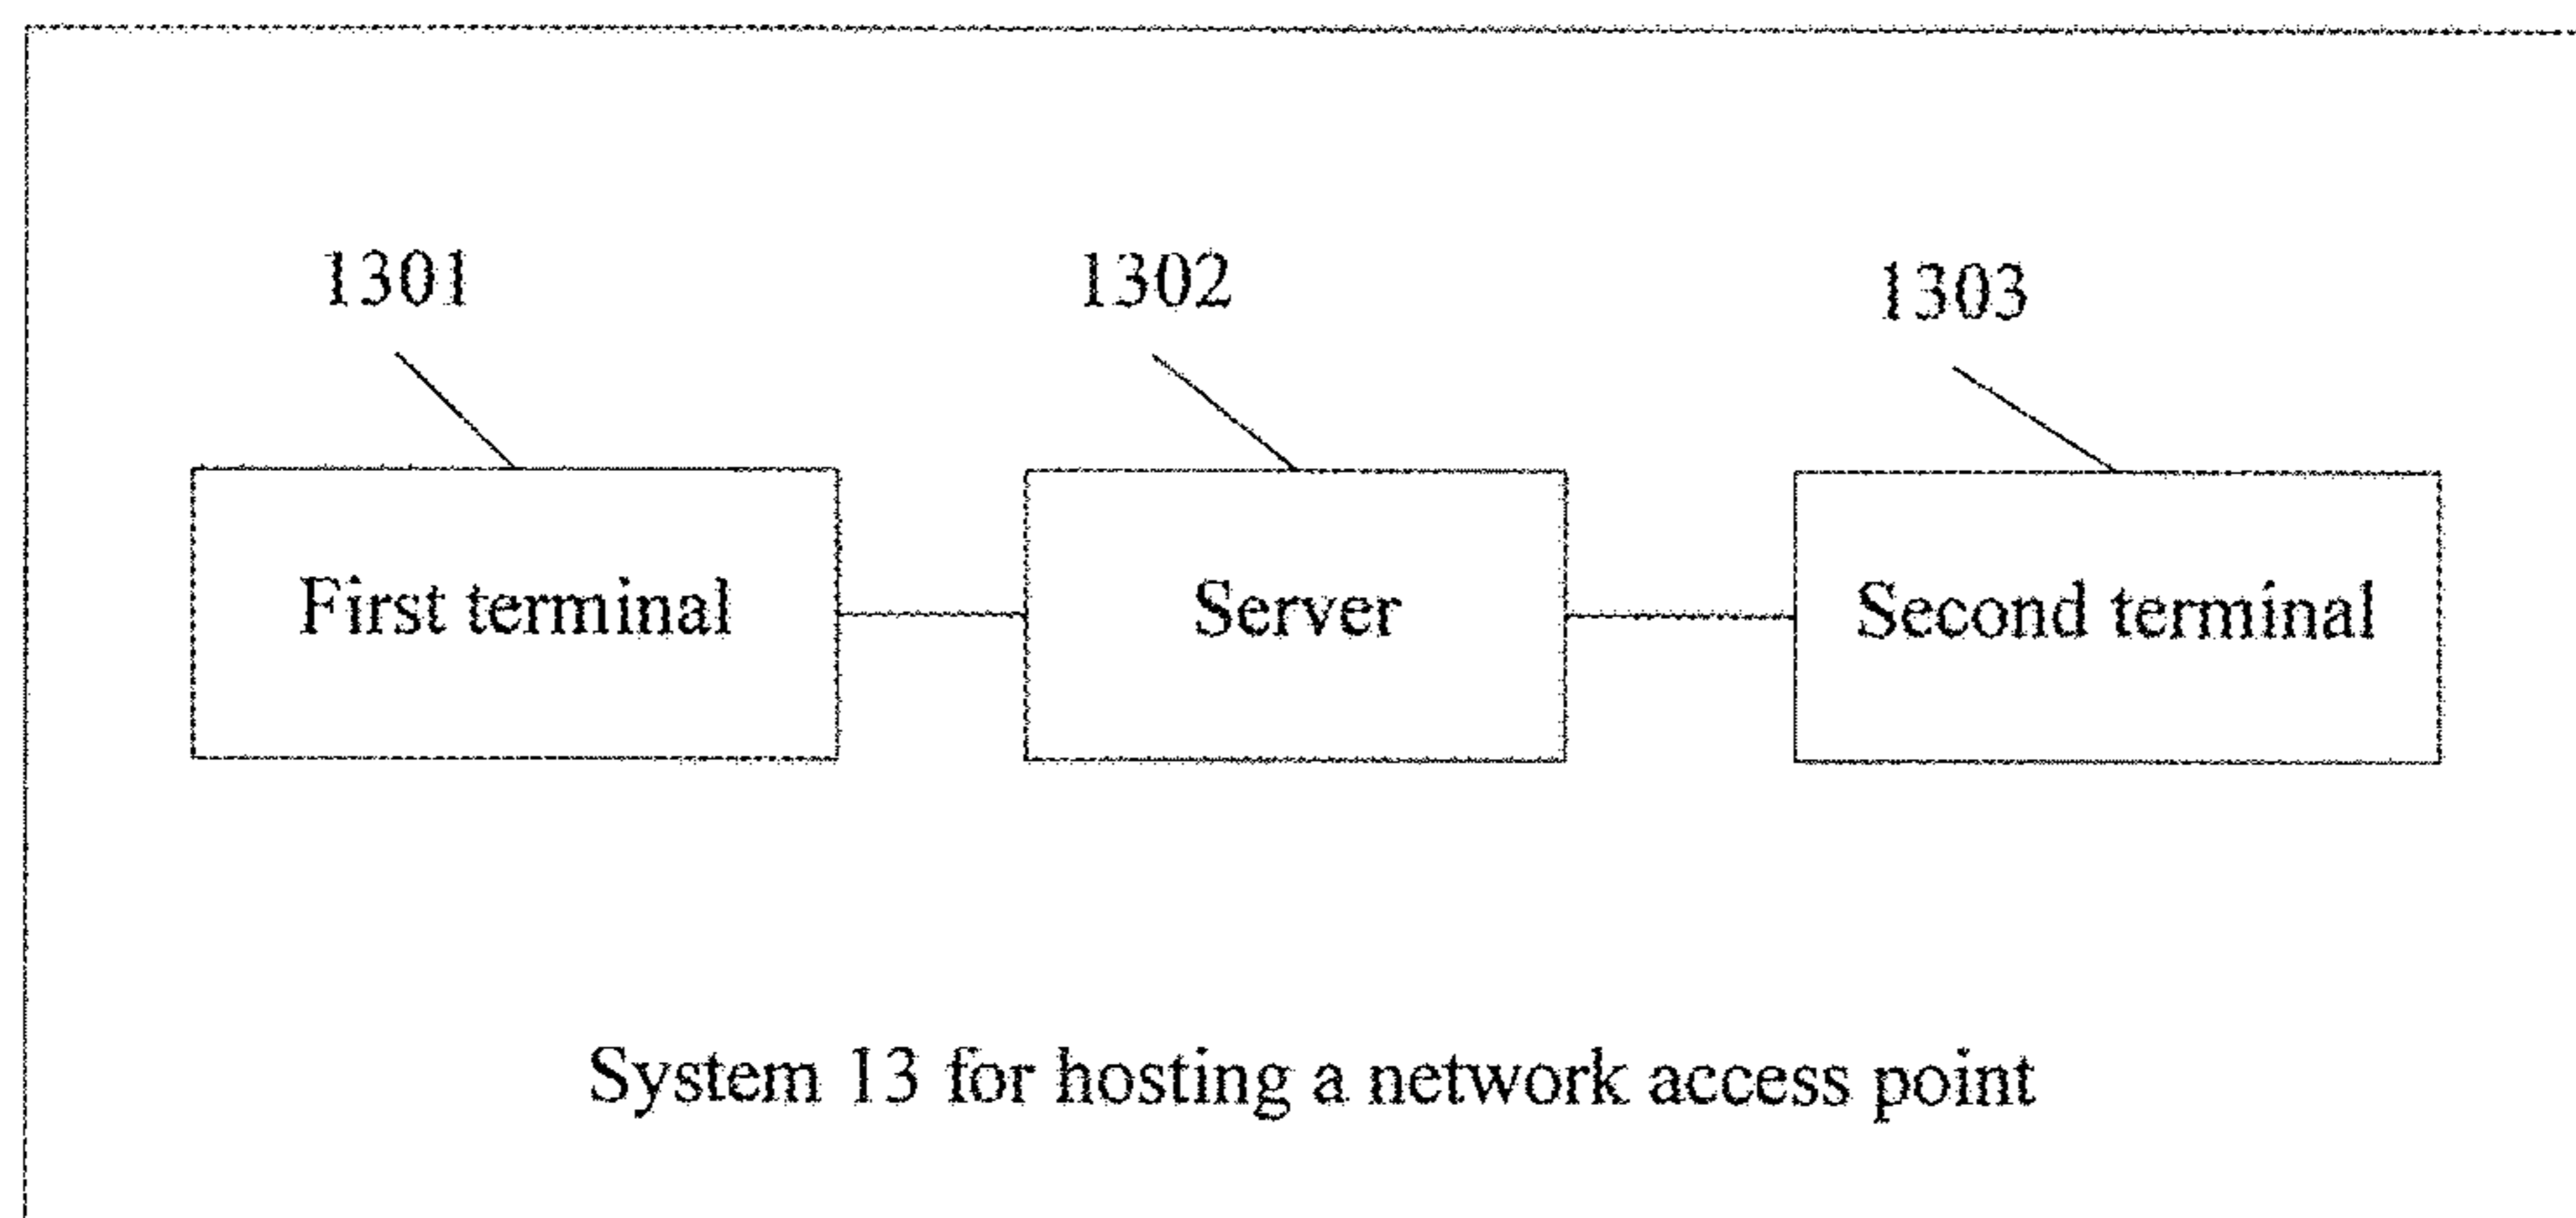 1301 1302 1303
First terminal Server Second terminal
System 13 for hosting a network access point